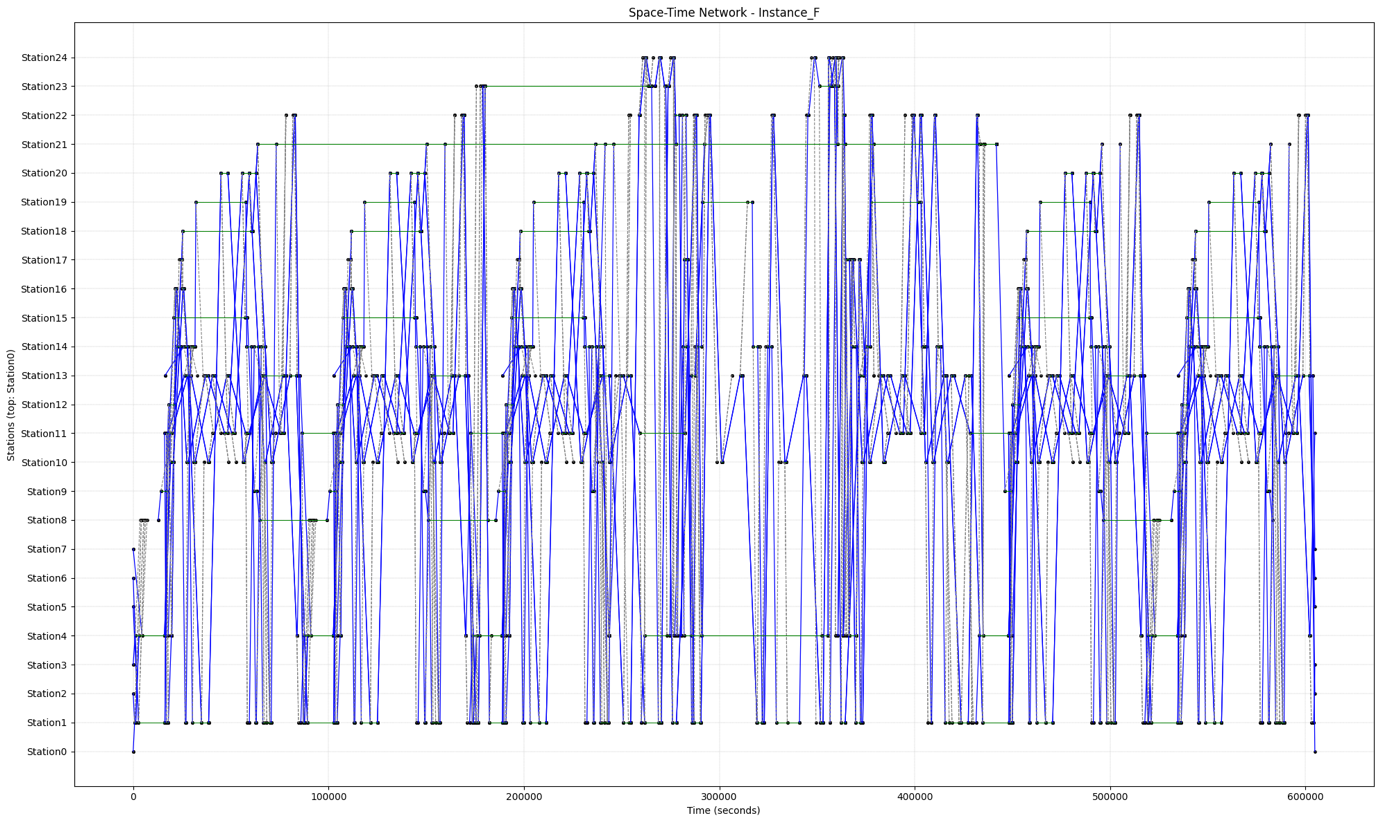 Space-Time Network - Instance_F
Stations (top: Station0)
Station24
Station23
Station22
Station21
Station20
Station19
Station18
Station17
Station16
Station15
Station14
Station13
Station12
Station11
Station10
Station9
Station8
Station7
Station6
Station5
Station4
Station3
Station2
Station1
Station0
0 100000 200000 300000 400000 500000 600000
Time (seconds)